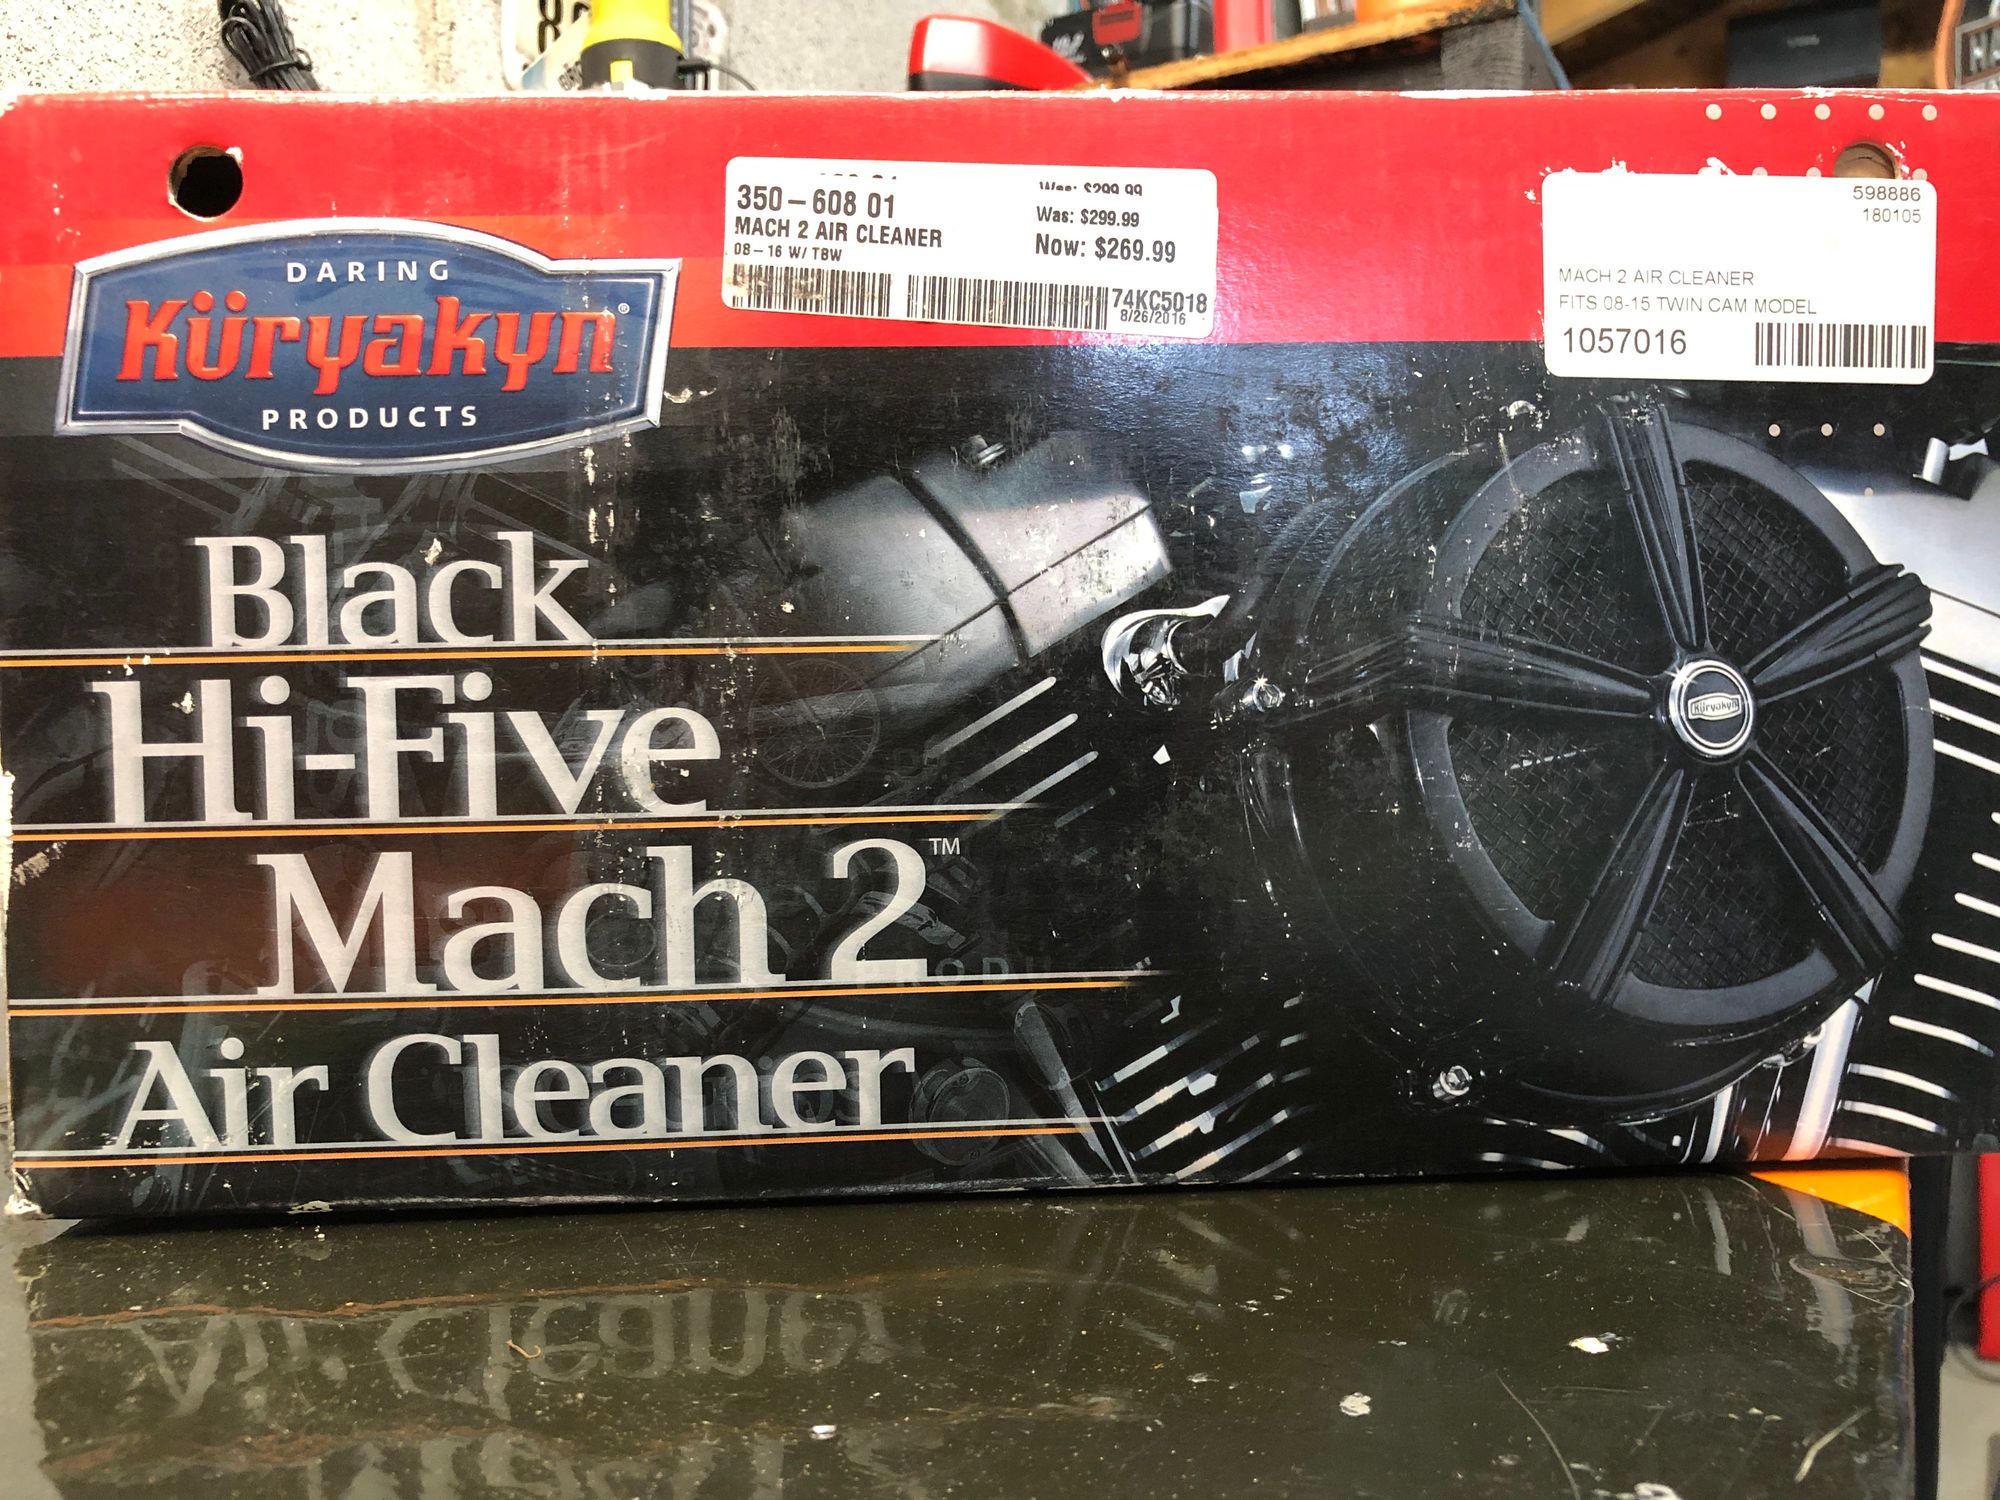 350-608 01
MACH 2 AIR CLEANER
08-16 W/ TBW
Was: $299.99
Was: $299.99
Now: $269.99
74KC5018
8/26/2016
598886
180105
MACH 2 AIR CLEANER
FITS 08-15 TWIN CAM MODEL
1057016
DARING
Küryakyn®
PRODUCTS
Black
Hi-Five
Mach 2™
Air Cleaner
Küryakyn